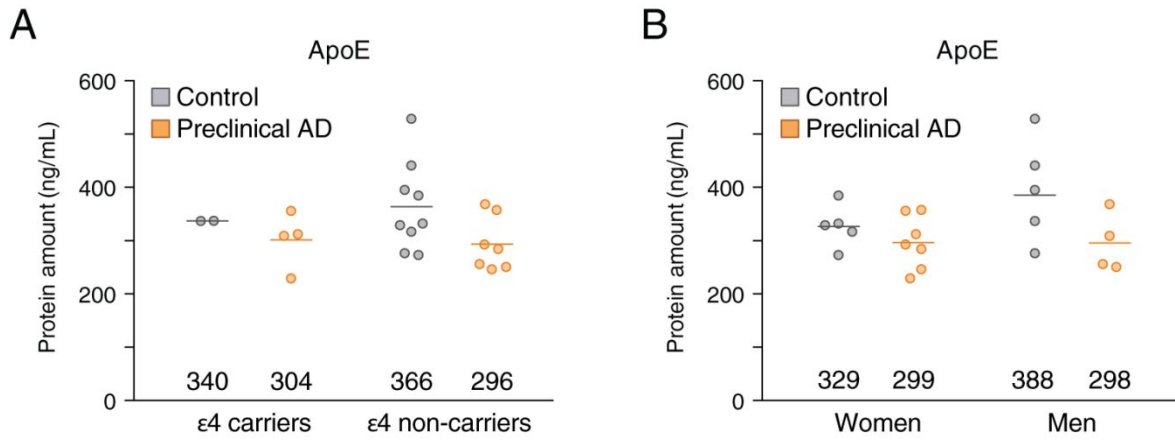 A
ApoE
600
400
200
0
Protein amount (ng/mL)
Control
Preclinical AD
340 304 366 296
ε4 carriers ε4 non-carriers
B
ApoE
600
400
200
0
Protein amount (ng/mL)
Control
Preclinical AD
329 299 388 298
Women Men